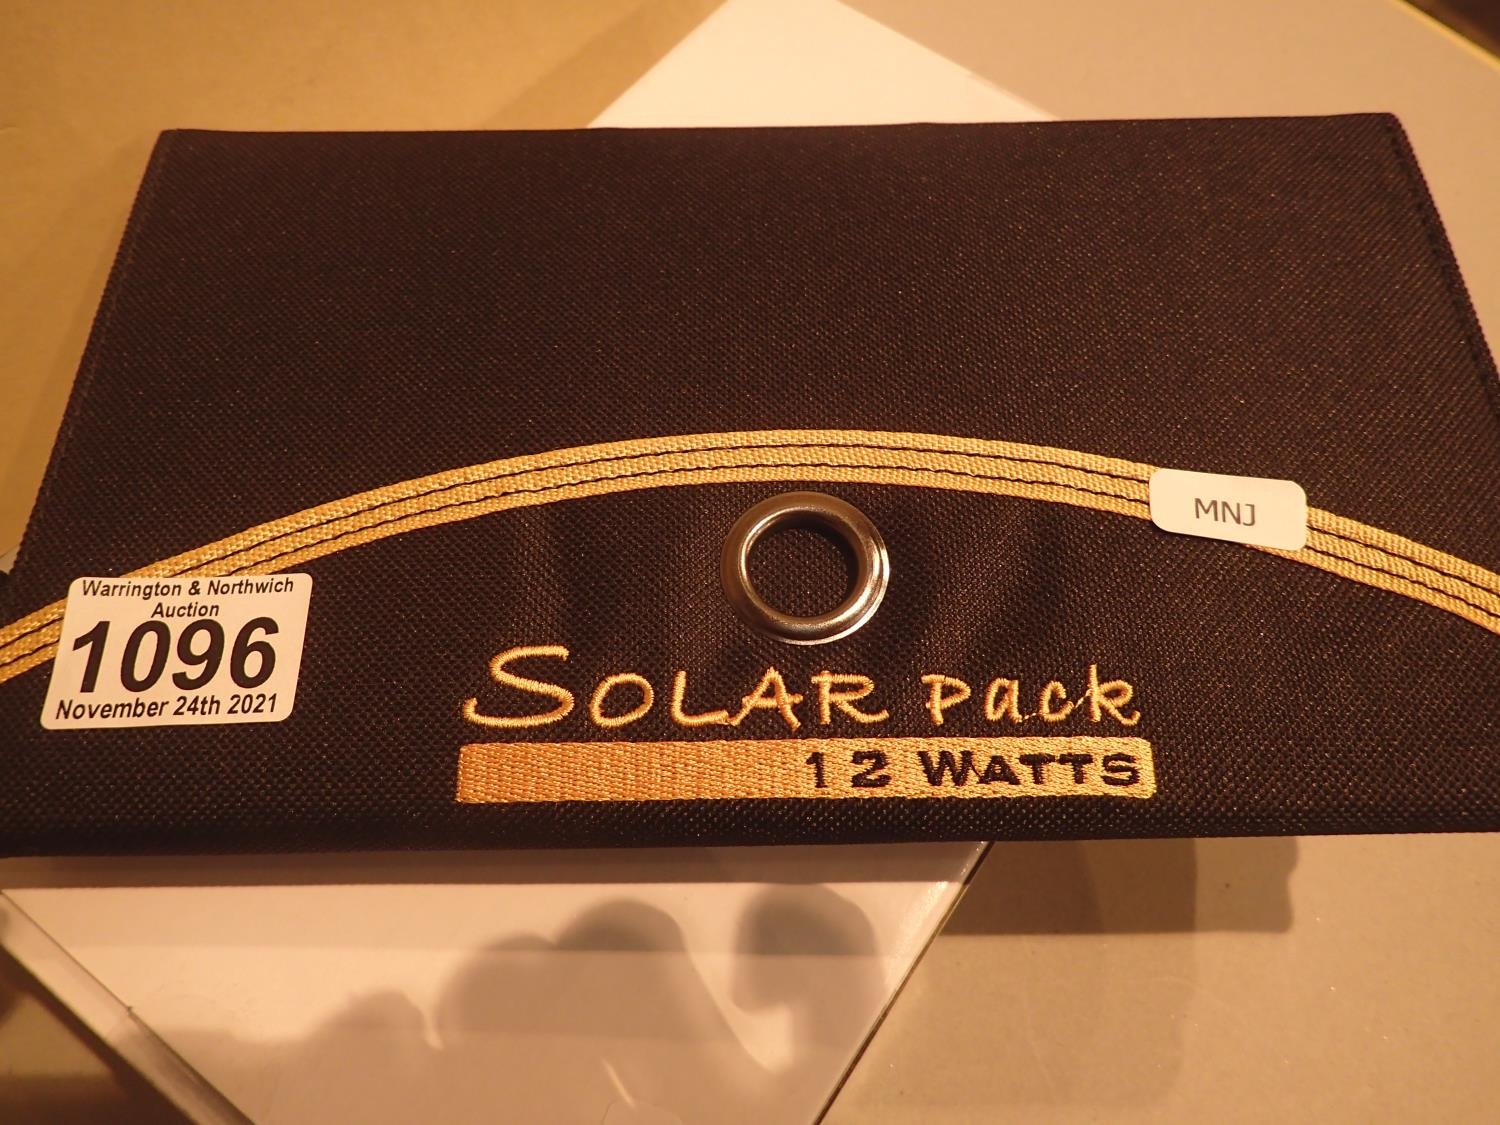 MNJ
Warrington & Northwich
Auction
1096
November 24th 2021
SOLAR pack
12 WATTS